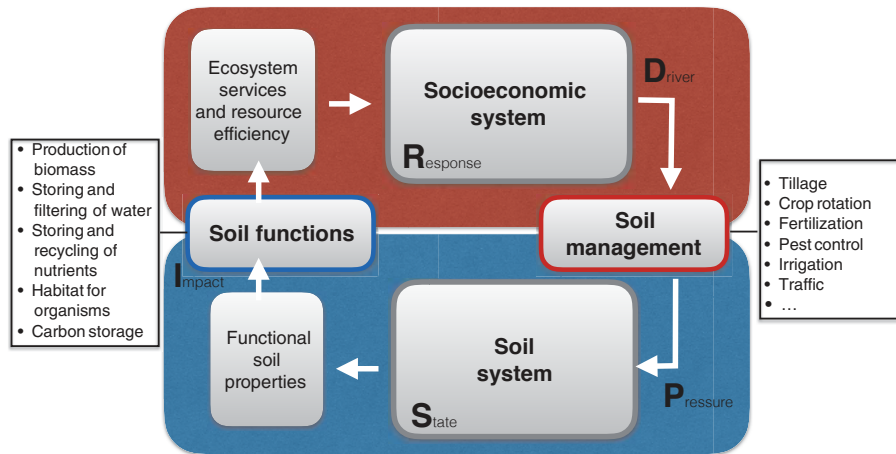 Ecosystem
services
and resource
efficiency
Socioeconomic
system
Response
Driver
• Production of
biomass
• Storing and
filtering of water
• Storing and
recycling of
nutrients
• Habitat for
organisms
• Carbon storage
Soil functions
Impact
Soil
management
• Tillage
• Crop rotation
• Fertilization
• Pest control
• Irrigation
• Traffic
• …
Functional
soil
properties
Soil
system
State
Pressure